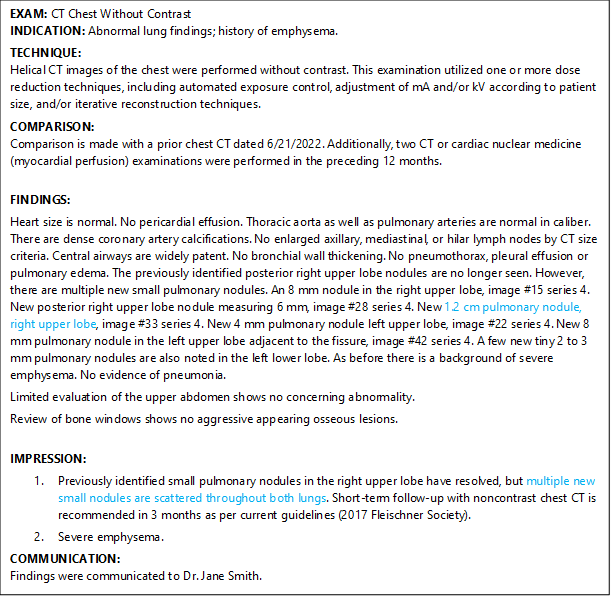 EXAM: CT Chest Without Contrast
INDICATION: Abnormal lung findings; history of emphysema.
TECHNIQUE:
Helical CT images of the chest were performed without contrast. This examination utilized one or more dose
reduction techniques, including automated exposure control, adjustment of mA and/or kV according to patient
size, and/or iterative reconstruction techniques.
COMPARISON:
Comparison is made with a prior chest CT dated 6/21/2022. Additionally, two CT or cardiac nuclear medicine
(myocardial perfusion) examinations were performed in the preceding 12 months.
FINDINGS:
Heart size is normal. No pericardial effusion. Thoracic aorta as well as pulmonary arteries are normal in caliber.
There are dense coronary artery calcifications. No enlarged axillary, mediastinal, or hilar lymph nodes by CT size
criteria. Central airways are widely patent. No bronchial wall thickening. No pneumothorax, pleural effusion or
pulmonary edema. The previously identified posterior right upper lobe nodules are no longer seen. However,
there are multiple new small pulmonary nodules. An 8 mm nodule in the right upper lobe, image #15 series 4.
New posterior right upper lobe nodule measuring 6 mm, image #28 series 4. New 1.2 cm pulmonary nodule,
right upper lobe, image #33 series 4. New 4 mm pulmonary nodule left upper lobe, image #22 series 4. New 8
mm pulmonary nodule in the left upper lobe adjacent to the fissure, image #42 series 4. A few new tiny 2 to 3
mm pulmonary nodules are also noted in the left lower lobe. As before there is a background of severe
emphysema. No evidence of pneumonia.
Limited evaluation of the upper abdomen shows no concerning abnormality.
Review of bone windows shows no aggressive appearing osseous lesions.
IMPRESSION:
1. Previously identified small pulmonary nodules in the right upper lobe have resolved, but multiple new
small nodules are scattered throughout both lungs. Short-term follow-up with noncontrast chest CT is
recommended in 3 months as per current guidelines (2017 Fleischner Society).
2. Severe emphysema.
COMMUNICATION:
Findings were communicated to Dr. Jane Smith.